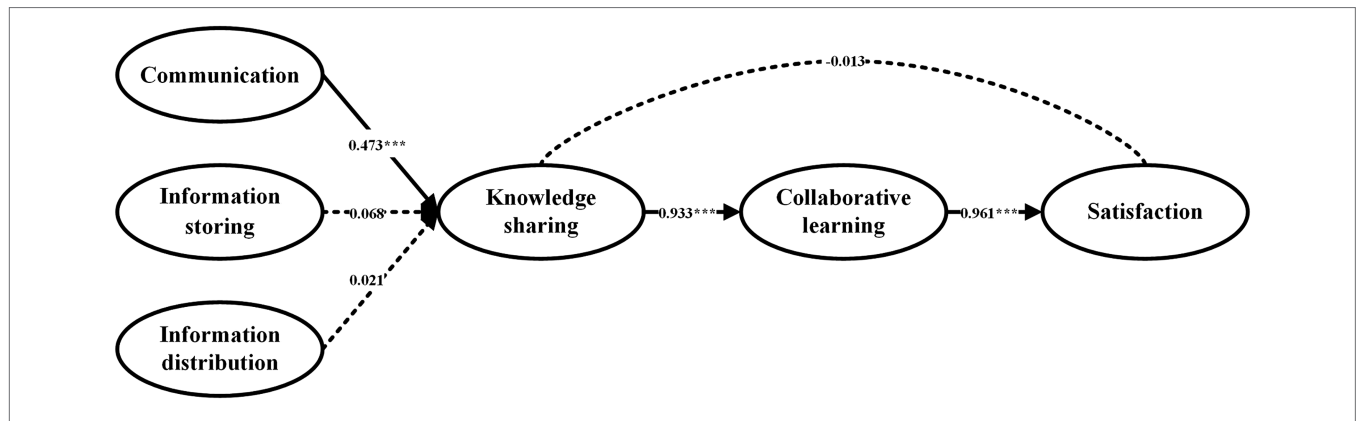 Communication
-0.013
0.473***
Information
storing
0.068
Knowledge
sharing
0.933***
Collaborative
learning
0.961***
Satisfaction
0.021
Information
distribution